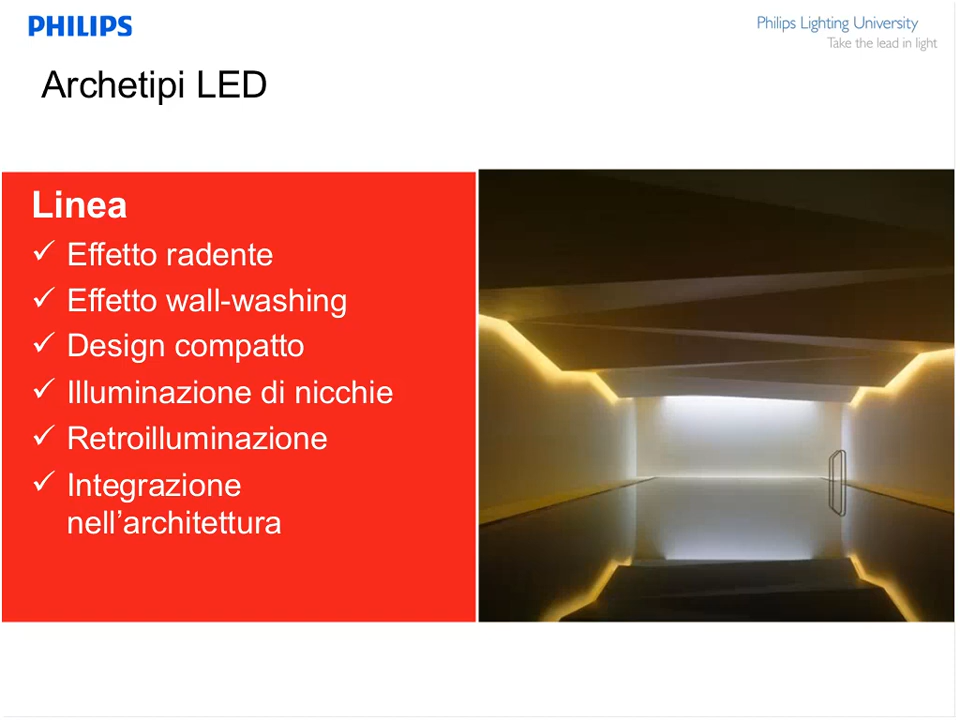 PHILIPS
Philips Lighting University
Take the lead in light
Archetipi LED
Linea
✓ Effetto radente
✓ Effetto wall-washing
✓ Design compatto
✓ Illuminazione di nicchie
✓ Retroilluminazione
✓ Integrazione
nell’architettura